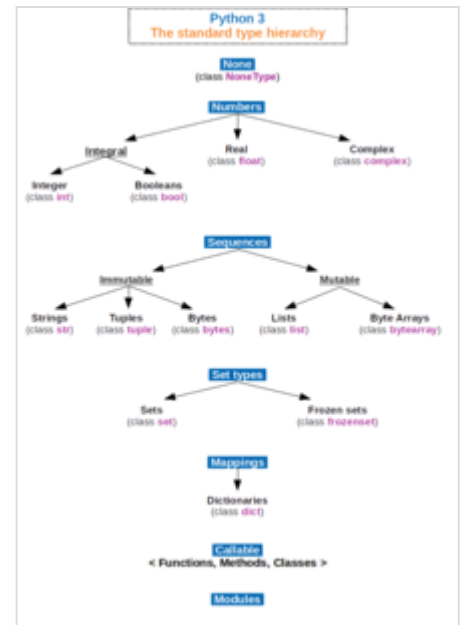 Python 3
The standard type hierarchy
None
(class NoneType)
Numbers
Integral
Real
(class float)
Complex
(class complex)
Integer
(class int)
Booleans
(class bool)
Sequences
Immutable
Mutable
Strings
(class str)
Tuples
(class tuple)
Bytes
(class bytes)
Lists
(class list)
Byte Arrays
(class bytearray)
Set types
Sets
(class set)
Frozen sets
(class frozenset)
Mappings
Dictionaries
(class dict)
Callable
< Functions, Methods, Classes >
Modules